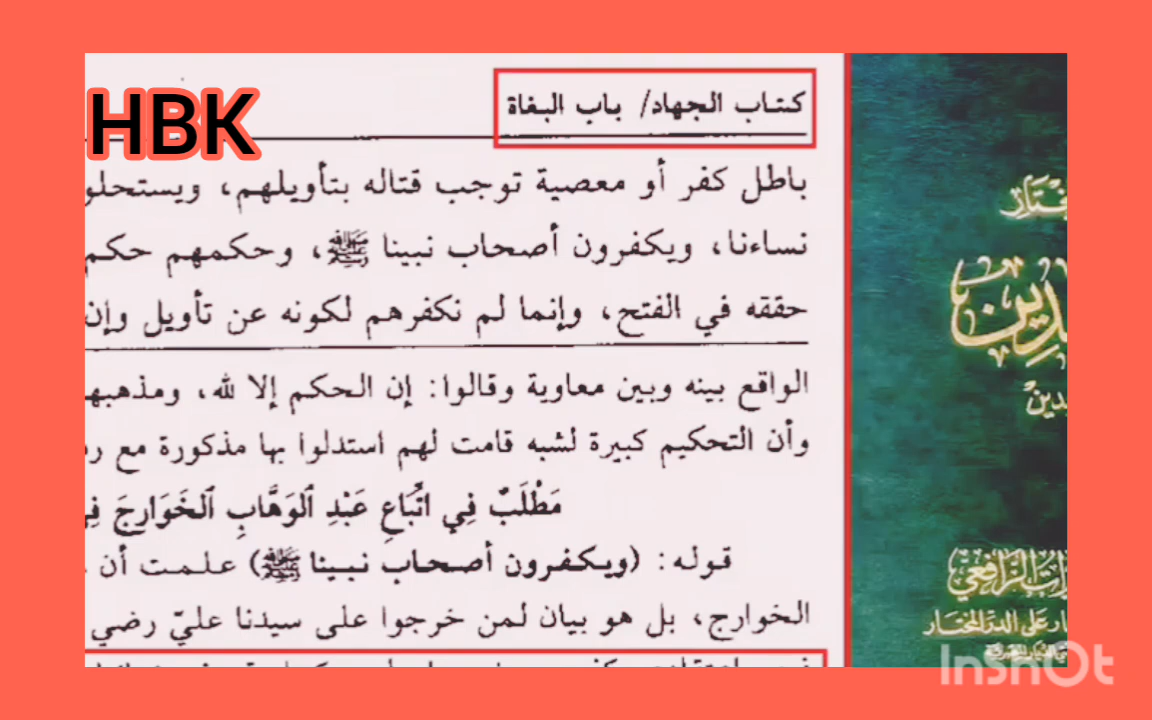 HBK
كتاب الجهاد/ باب البغاة
باطل كفر أو معصية توجب قتاله بتأويلهم، ويستحلو
نساءنا، ويكفرون أصحاب نبينا ﷺ، وحكمهم حكم
حققه في الفتح، وإنما لم نكفرهم لكونه عن تأويل وإن
الواقع بينه وبين معاوية وقالوا: إن الحكم إلا لله، ومذهبه
وأن التحكيم كبيرة لشبه قامت لهم استدلوا بها مذكورة مع
مَطْلَبٌ فِي اتِّبَاعِ عَبْدِ ٱلوَهَّابِ ٱلخَوَارِجَ
قوله: (ويكفرون أصحاب نبينا ﷺ) علمت أن
الخوارج، بل هو بيان لمن خرجوا على سيدنا عليّ رضي
InShOt